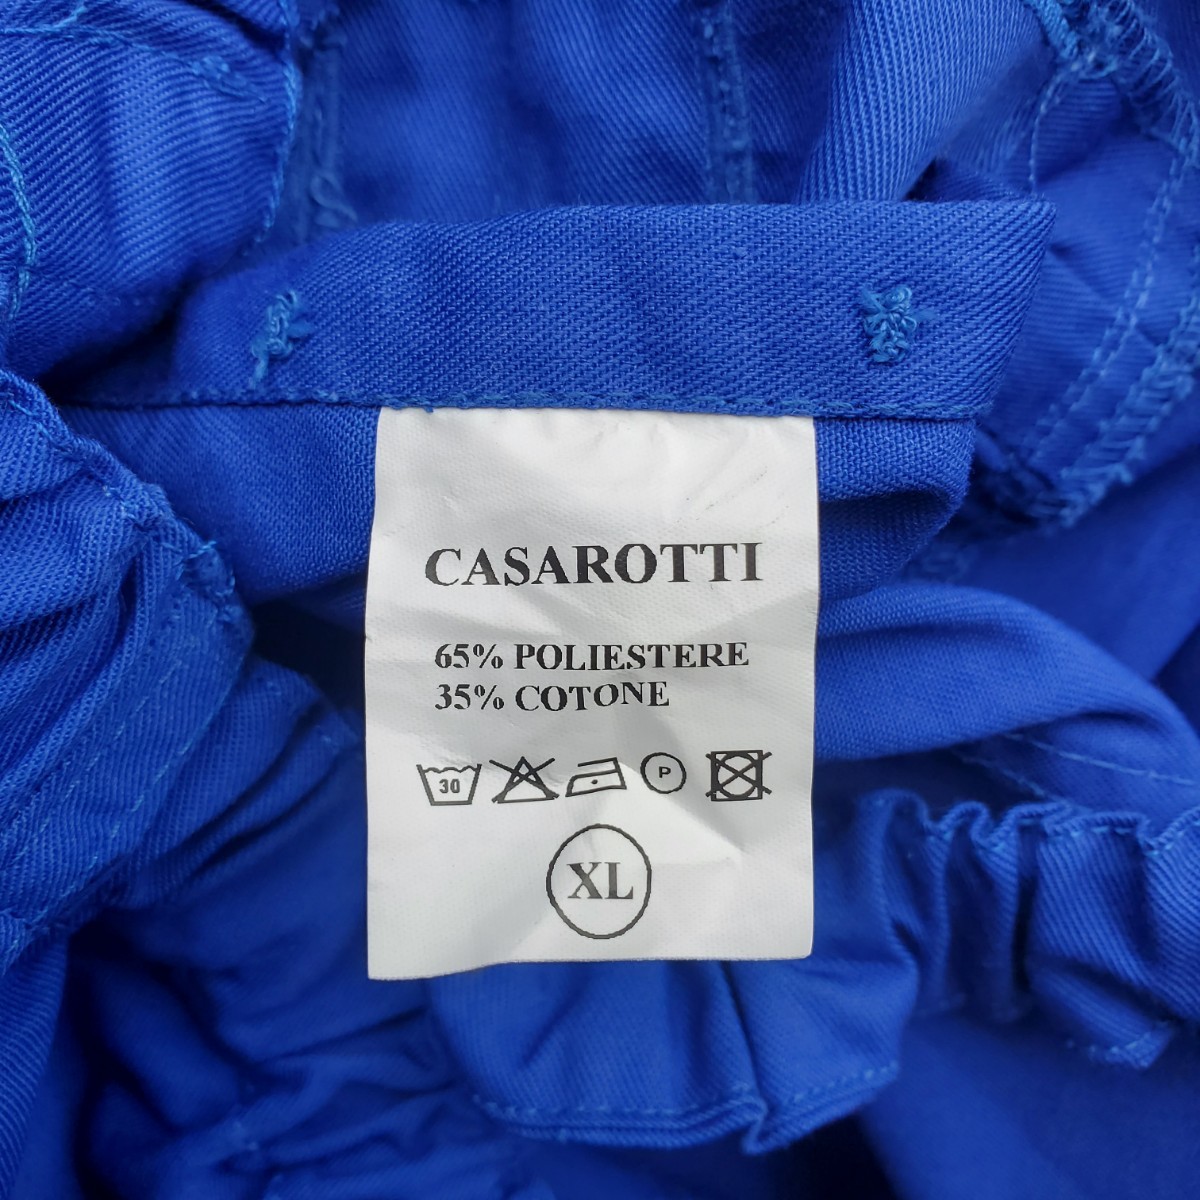 CASAROTTI
65% POLIESTERE
35% COTONE
30 P
XL